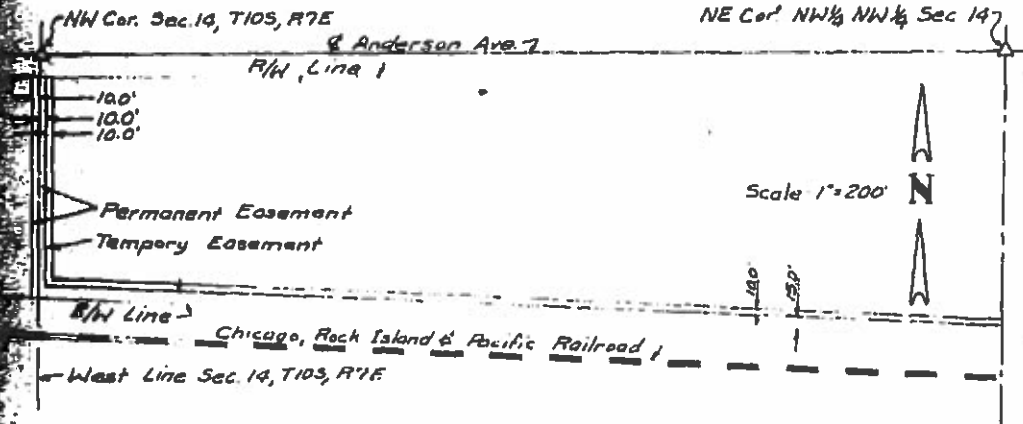 NW Cor. Sec. 14, T10S, R7E
NE Cor. NW¼ NW¼ Sec 14
℄ Anderson Ave.
R/W Line
10.0'
10.0'
10.0'
Scale 1"=200'
N
Permanent Easement
Tempory Easement
10.0'
15.0'
R/W Line
Chicago, Rock Island & Pacific Railroad
West Line Sec. 14, T10S, R7E